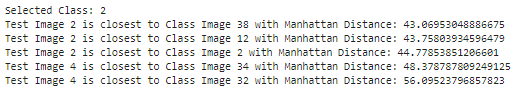 Selected Class: 2
Test Image 2 is closest to Class Image 38 with Manhattan Distance: 43.06953048886675
Test Image 2 is closest to Class Image 12 with Manhattan Distance: 43.75803934596479
Test Image 2 is closest to Class Image 2 with Manhattan Distance: 44.77853851206601
Test Image 4 is closest to Class Image 34 with Manhattan Distance: 48.378787809249125
Test Image 4 is closest to Class Image 32 with Manhattan Distance: 56.09523796857823